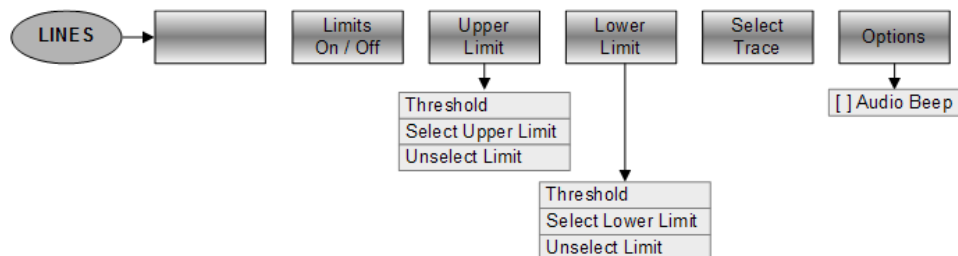 LINES
Limits
On / Off
Upper
Limit
Lower
Limit
Select
Trace
Options
Threshold
Select Upper Limit
Unselect Limit
[ ] Audio Beep
Threshold
Select Lower Limit
Unselect Limit